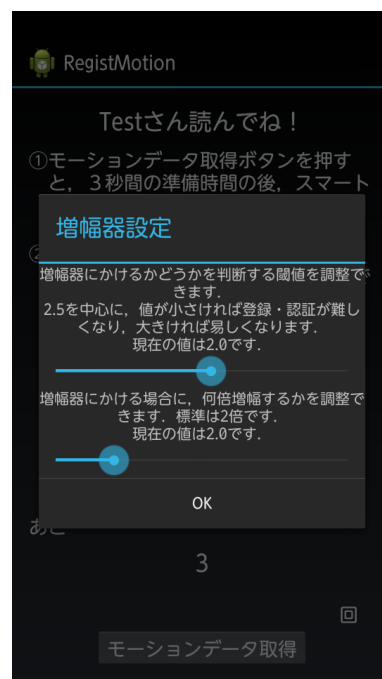 RegistMotion
Testさん読んでね！
①モーションデータ取得ボタンを押す
と，３秒間の準備時間の後，スマート
増幅器設定
増幅器にかけるかどうかを判断する閾値を調整で
きます．
2.5を中心に，値が小さければ登録・認証が難し
くなり，大きければ易しくなります．
現在の値は2.0です．
増幅器にかける場合に，何倍増幅するかを調整で
きます．標準は2倍です．
現在の値は2.0です．
OK
あと
3
モーションデータ取得